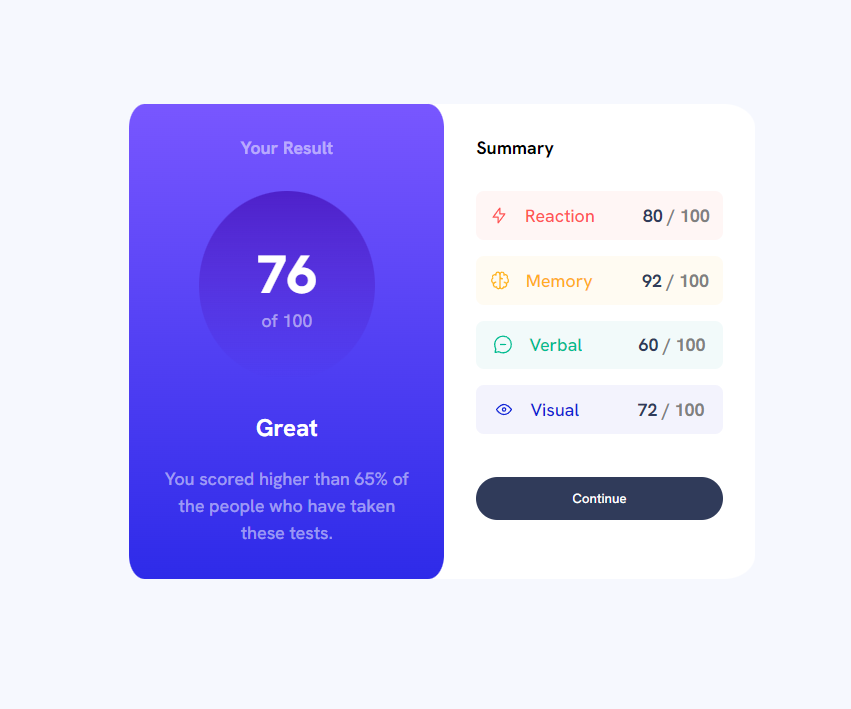 Your Result
76
of 100
Great
You scored higher than 65% of
the people who have taken
these tests.
Summary
Reaction 80 / 100
Memory 92 / 100
Verbal 60 / 100
Visual 72 / 100
Continue